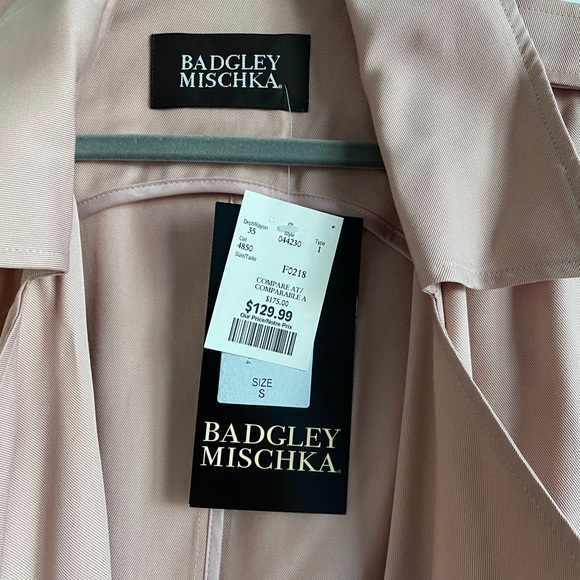 BADGLEY
MISCHKA®
Dept/Rayon Style Type
35 044230 1
Cat
4850
Size/Taille
F0218
COMPARE AT/
COMPARABLE A
$175.00
$129.99
Our Price/Notre Prix
SIZE
S
BADGLEY
MISCHKA®